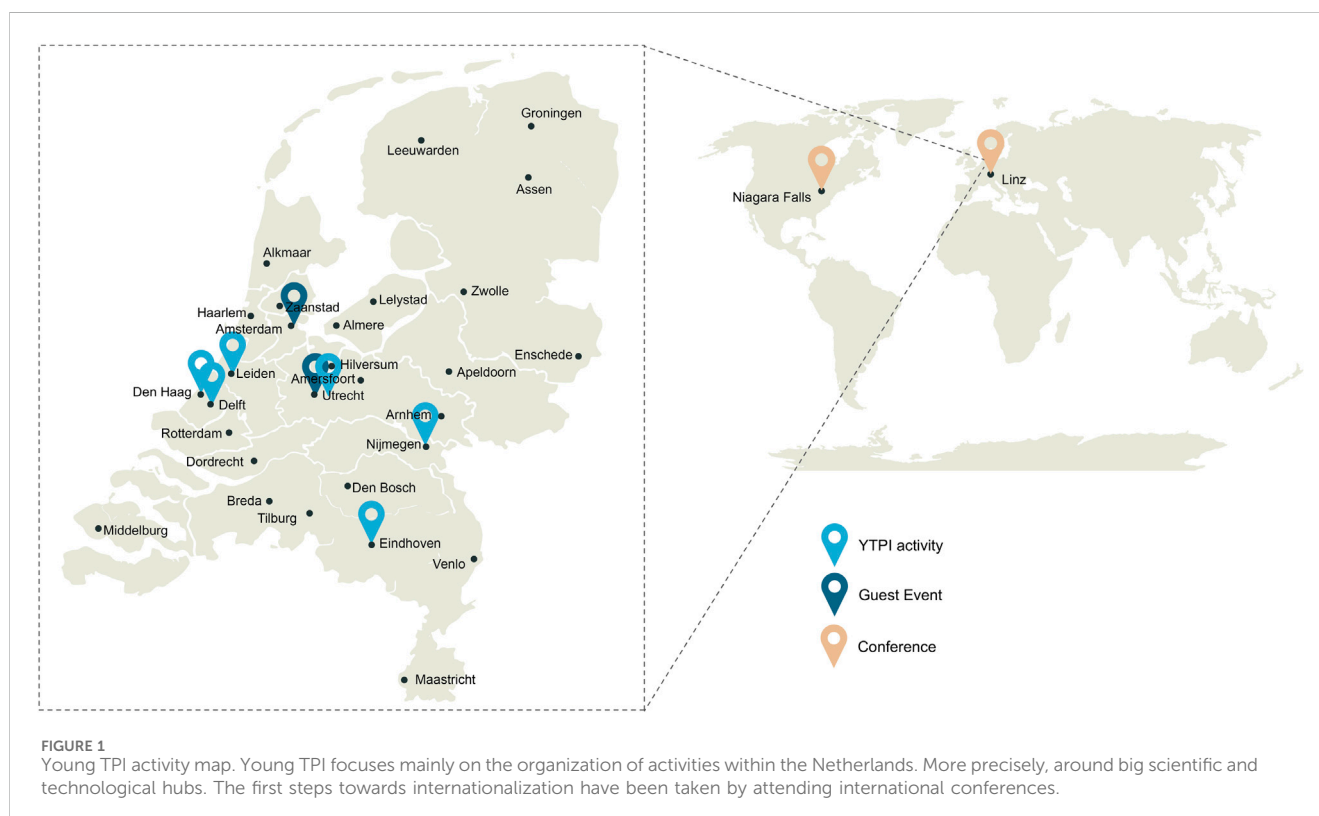 Groningen
Leeuwarden
Assen
Alkmaar
Zwolle
Lelystad
Zaanstad
Haarlem
Amsterdam
Almere
Enschede
Hilversum
Apeldoorn
Leiden
Amersfoort
Den Haag
Utrecht
Delft
Arnhem
Rotterdam
Nijmegen
Dordrecht
Den Bosch
Breda
Tilburg
Middelburg
Eindhoven
Venlo
Maastricht
Niagara Falls
Linz
YTPI activity
Guest Event
Conference
FIGURE 1
Young TPI activity map. Young TPI focuses mainly on the organization of activities within the Netherlands. More precisely, around big scientific and
technological hubs. The first steps towards internationalization have been taken by attending international conferences.